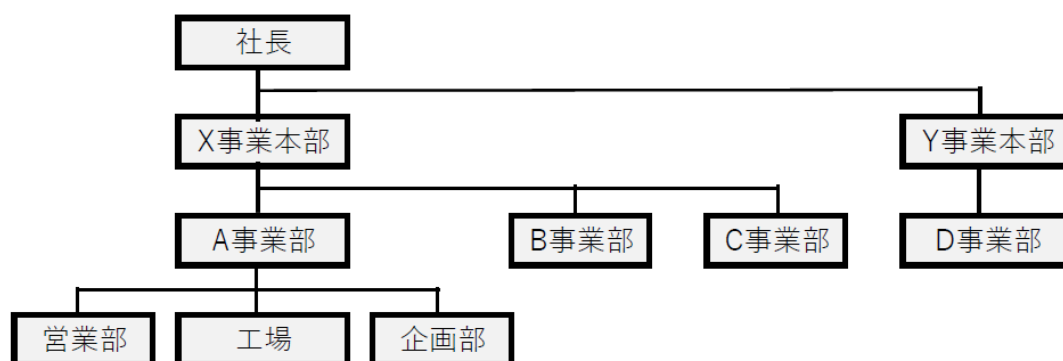 社長
X事業本部
Y事業本部
A事業部
B事業部
C事業部
D事業部
営業部
工場
企画部